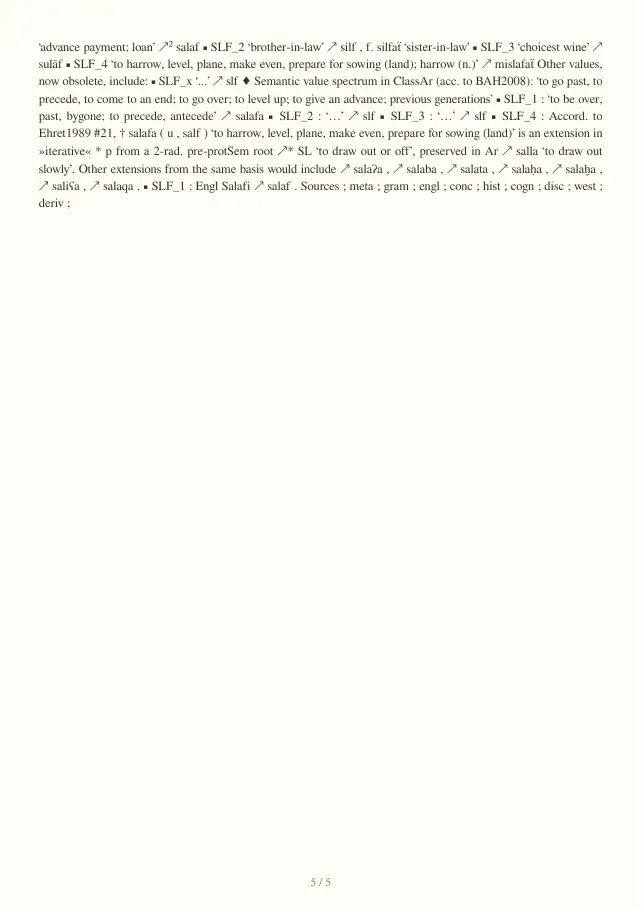 ‘advance payment; loan’ ↗² salaf ▪ SLF_2 ‘brother-in-law’ ↗ silf , f. silfaẗ ‘sister-in-law’ ▪ SLF_3 ‘choicest wine’ ↗
sulāf ▪ SLF_4 ‘to harrow, level, plane, make even, prepare for sowing (land); harrow (n.)’ ↗ mislafaẗ Other values,
now obsolete, include: ▪ SLF_x ‘...’ ↗ slf ♦ Semantic value spectrum in ClassAr (acc. to BAH2008): ‘to go past, to
precede, to come to an end; to go over; to level up; to give an advance; previous generations’ ▪ SLF_1 : ‘to be over,
past, bygone; to precede, antecede’ ↗ salafa ▪ SLF_2 : ‘…’ ↗ slf ▪ SLF_3 : ‘…’ ↗ slf ▪ SLF_4 : Accord. to
Ehret1989 #21, † salafa ( u , salf ) ‘to harrow, level, plane, make even, prepare for sowing (land)’ is an extension in
»iterative« * p from a 2-rad. pre-protSem root ↗* SL ‘to draw out or off’, preserved in Ar ↗ salla ‘to draw out
slowly’. Other extensions from the same basis would include ↗ salaʔa , ↗ salaba , ↗ salata , ↗ salaḥa , ↗ salaḫa ,
↗ saliʕa , ↗ salaqa . ▪ SLF_1 : Engl Salafi ↗ salaf . Sources ; meta ; gram ; engl ; conc ; hist ; cogn ; disc ; west ;
deriv ;
5 / 5